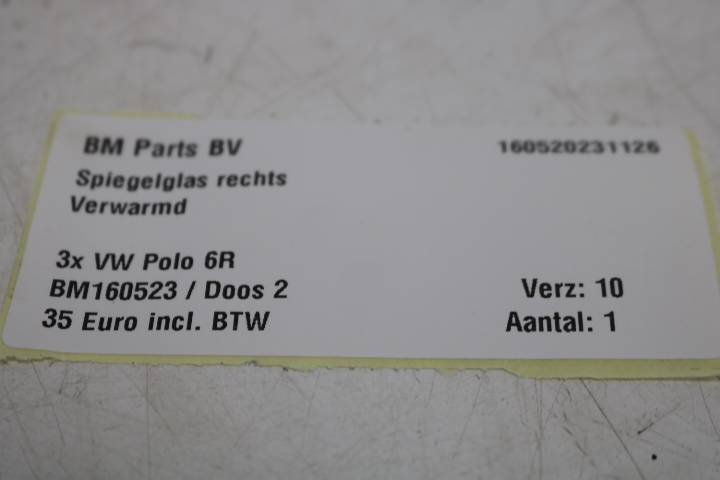 BM Parts BV
160520231126
Spiegelglas rechts
Verwarmd
3x VW Polo 6R
BM160523 / Doos 2
Verz: 10
35 Euro incl. BTW
Aantal: 1